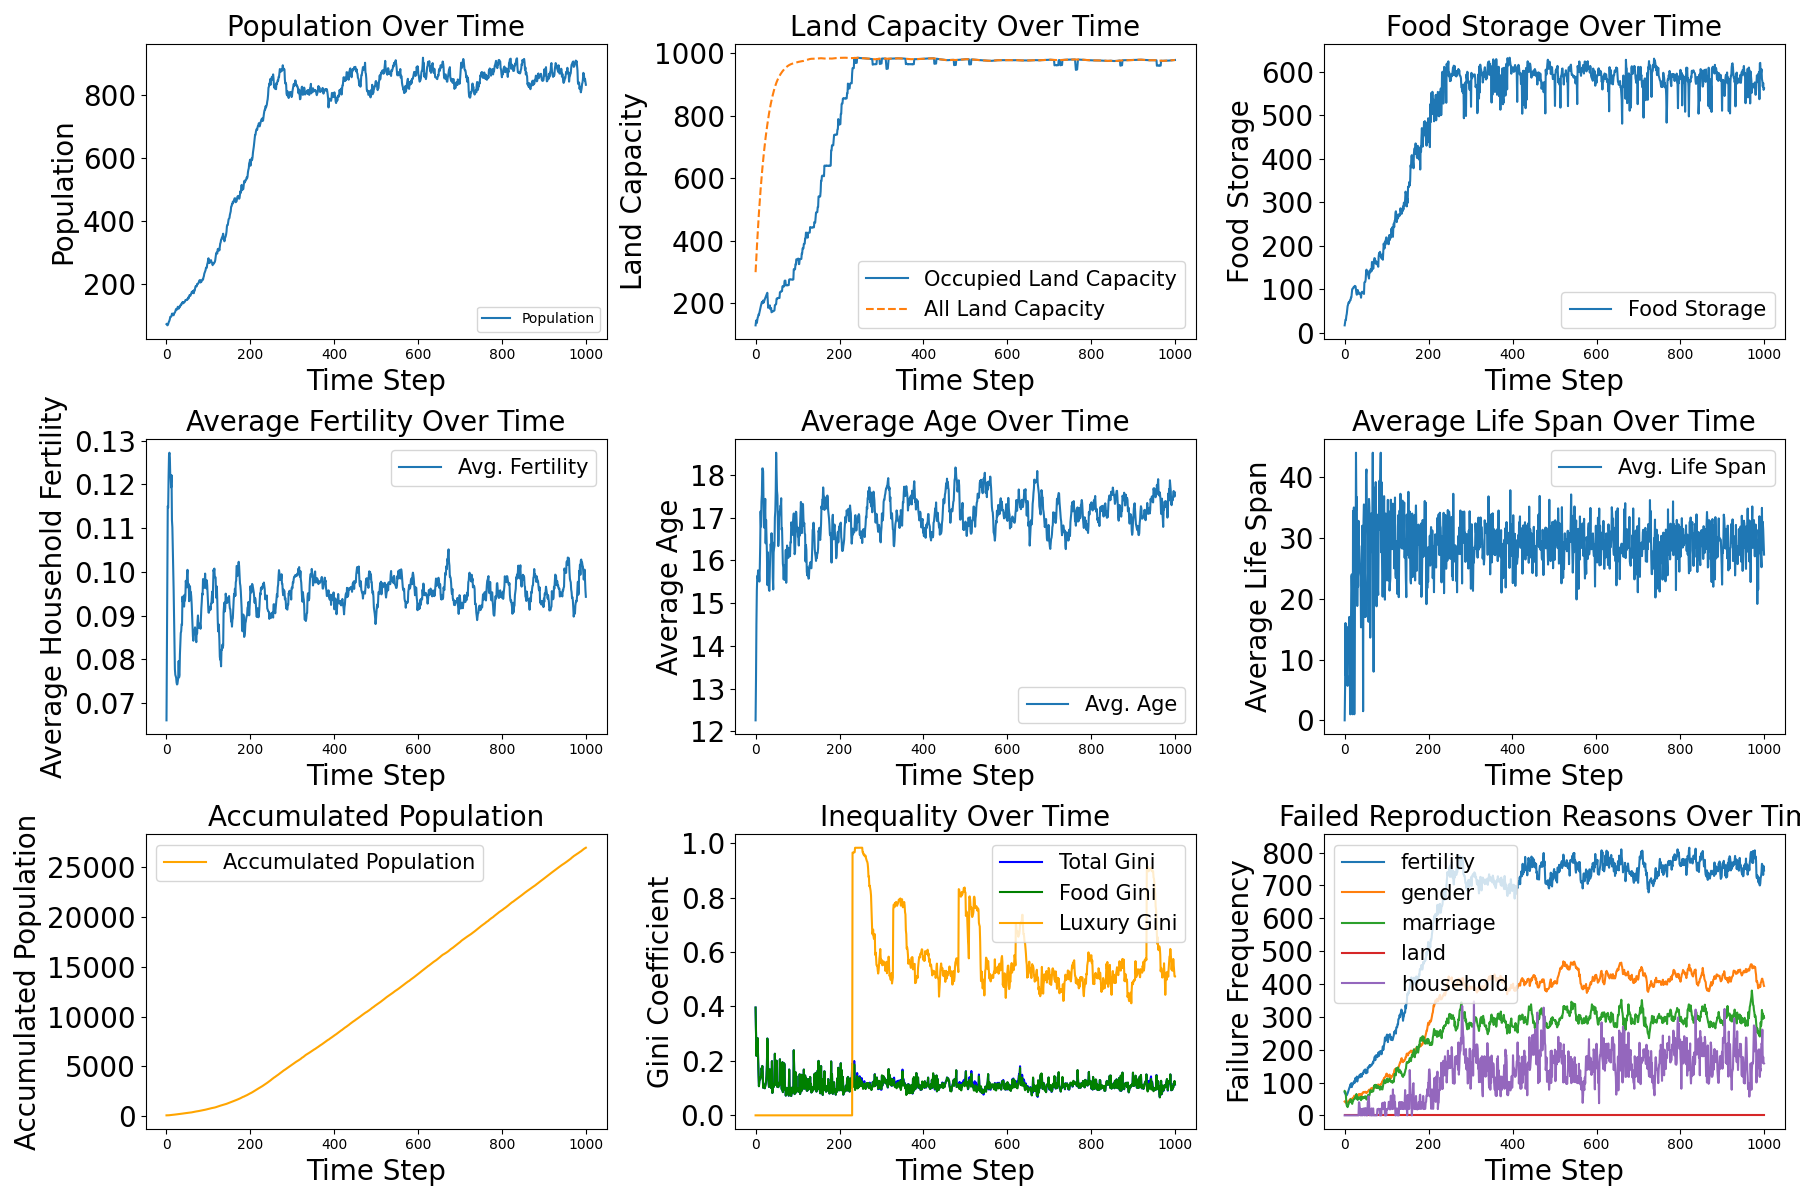 Population Over Time
Population
200
400
600
800
0
200
400
600
800
1000
Time Step
Population
Land Capacity Over Time
Land Capacity
200
400
600
800
1000
0
200
400
600
800
1000
Time Step
Occupied Land Capacity
All Land Capacity
Food Storage Over Time
Food Storage
0
100
200
300
400
500
600
0
200
400
600
800
1000
Time Step
Food Storage
Average Fertility Over Time
Average Household Fertility
0.07
0.08
0.09
0.10
0.11
0.12
0.13
0
200
400
600
800
1000
Time Step
Avg. Fertility
Average Age Over Time
Average Age
12
13
14
15
16
17
18
0
200
400
600
800
1000
Time Step
Avg. Age
Average Life Span Over Time
Average Life Span
0
10
20
30
40
0
200
400
600
800
1000
Time Step
Avg. Life Span
Accumulated Population
Accumulated Population
0
5000
10000
15000
20000
25000
0
200
400
600
800
1000
Time Step
Accumulated Population
Inequality Over Time
Gini Coefficient
0.0
0.2
0.4
0.6
0.8
1.0
0
200
400
600
800
1000
Time Step
Total Gini
Food Gini
Luxury Gini
Failed Reproduction Reasons Over Tim
Failure Frequency
0
100
200
300
400
500
600
700
800
0
200
400
600
800
1000
Time Step
fertility
gender
marriage
land
household